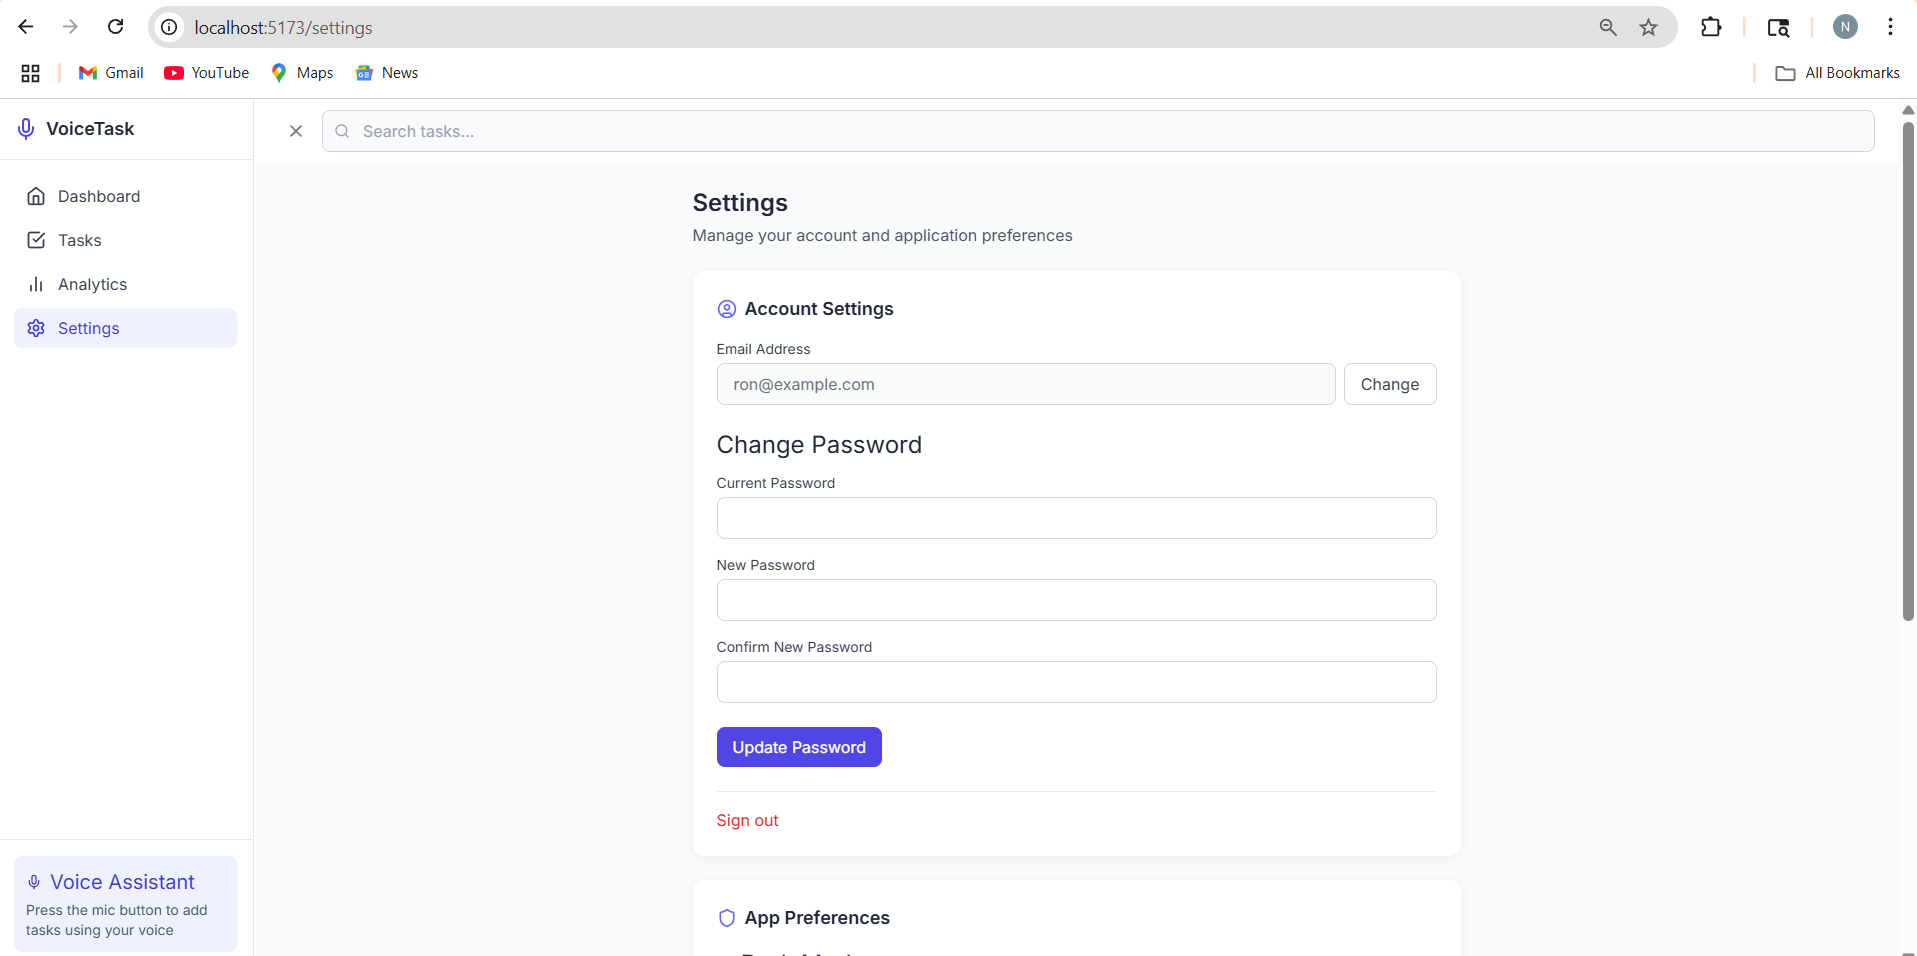 localhost:5173/settings
N
Gmail
YouTube
Maps
News
All Bookmarks
VoiceTask
Search tasks...
Dashboard
Tasks
Analytics
Settings
Settings
Manage your account and application preferences
Account Settings
Email Address
ron@example.com
Change
Change Password
Current Password
New Password
Confirm New Password
Update Password
Sign out
Voice Assistant
Press the mic button to add
tasks using your voice
App Preferences